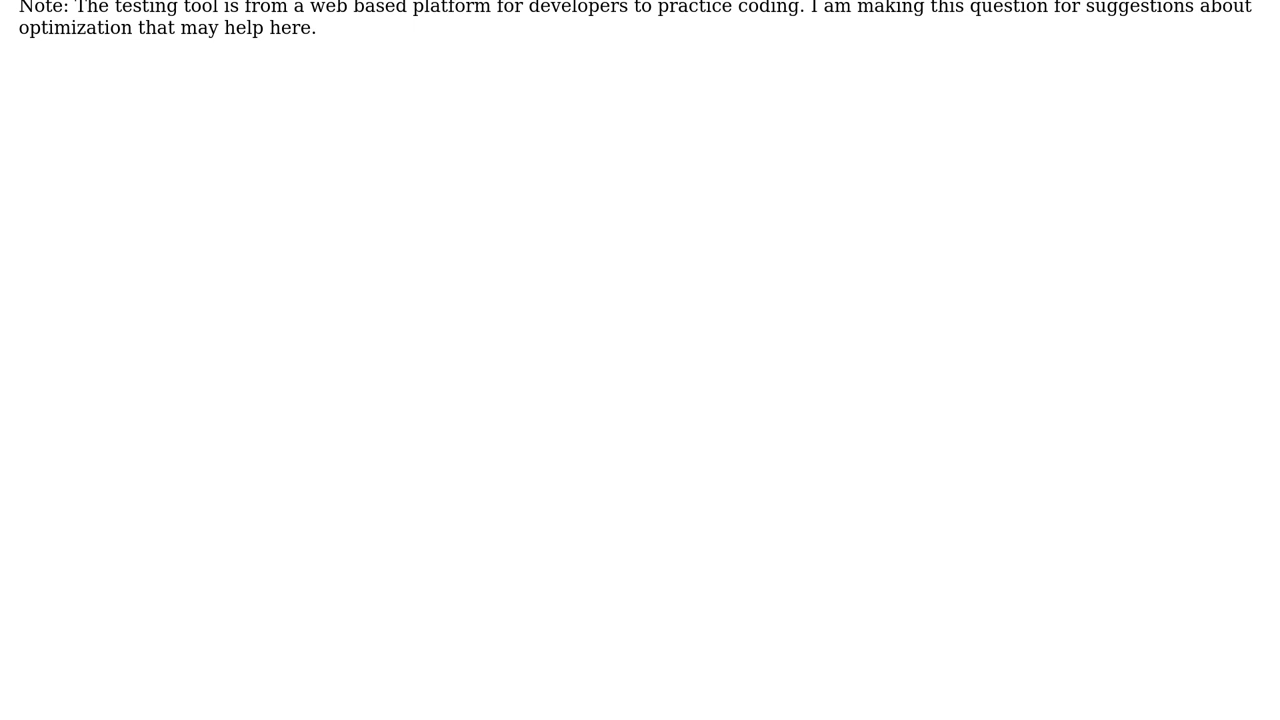 Note: The testing tool is from a web based platform for developers to practice coding. I am making this question for suggestions about
optimization that may help here.